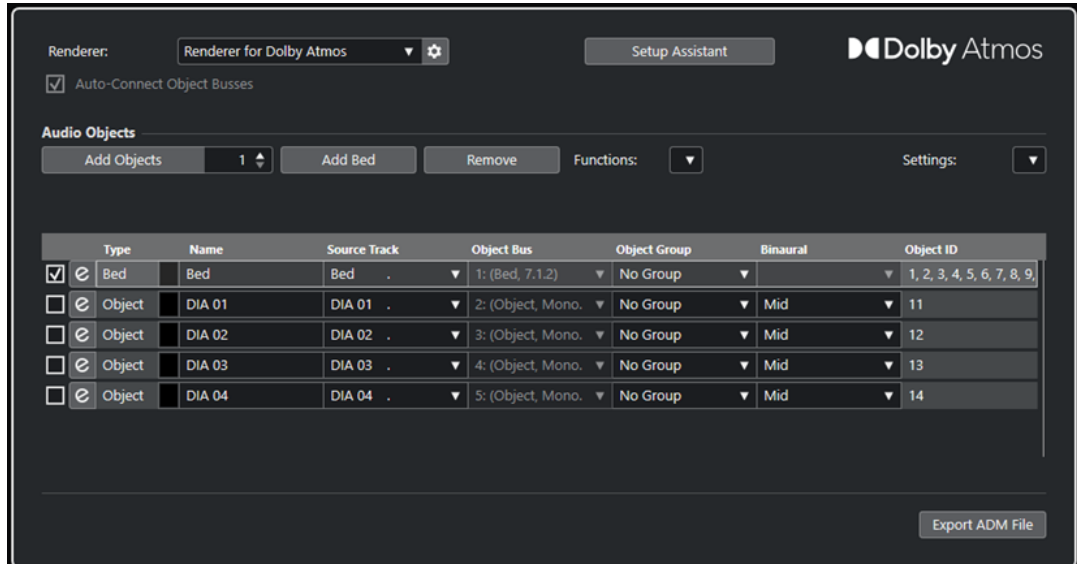 Renderer: Renderer for Dolby Atmos Setup Assistant Dolby Atmos
Auto-Connect Object Busses
Audio Objects
Add Objects 1 Add Bed Remove Functions: Settings:
Type Name Source Track Object Bus Object Group Binaural Object ID
Bed Bed Bed . 1: (Bed, 7.1.2) No Group 1, 2, 3, 4, 5, 6, 7, 8, 9,
Object DIA 01 DIA 01 . 2: (Object, Mono. No Group Mid 11
Object DIA 02 DIA 02 . 3: (Object, Mono. No Group Mid 12
Object DIA 03 DIA 03 . 4: (Object, Mono. No Group Mid 13
Object DIA 04 DIA 04 . 5: (Object, Mono. No Group Mid 14
Export ADM File